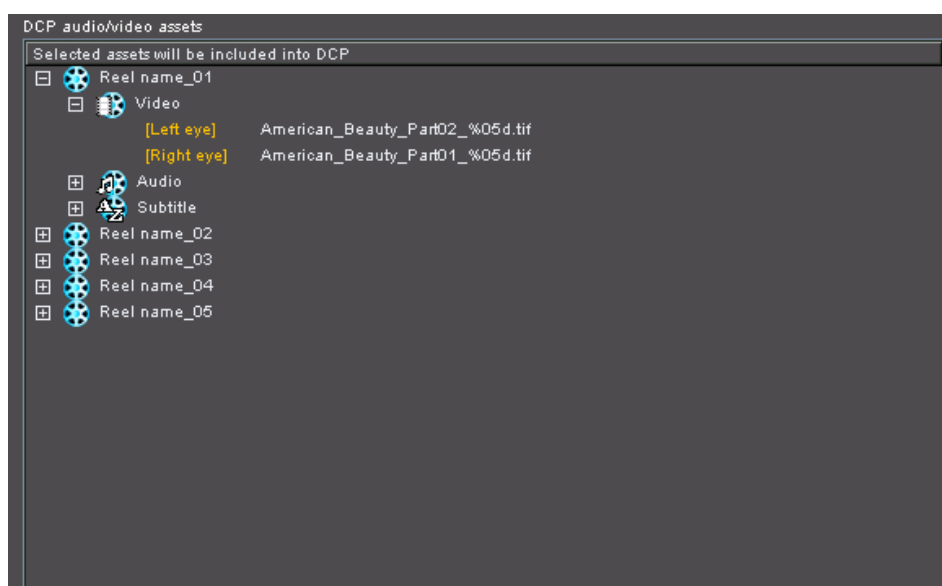 DCP audio/video assets
Selected assets will be included into DCP
Reel name_01
Video
[Left eye] American_Beauty_Part02_%05d.tif
[Right eye] American_Beauty_Part01_%05d.tif
Audio
Subtitle
Reel name_02
Reel name_03
Reel name_04
Reel name_05